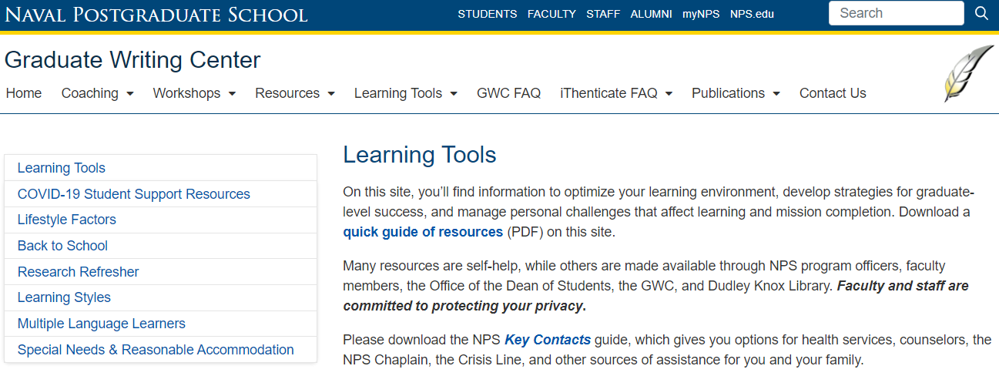 NAVAL POSTGRADUATE SCHOOL
STUDENTS FACULTY STAFF ALUMNI myNPS NPS.edu
Search
Graduate Writing Center
Home Coaching Workshops Resources Learning Tools GWC FAQ iThenticate FAQ Publications Contact Us
Learning Tools
COVID-19 Student Support Resources
Lifestyle Factors
Back to School
Research Refresher
Learning Styles
Multiple Language Learners
Special Needs & Reasonable Accommodation
Learning Tools
On this site, you’ll find information to optimize your learning environment, develop strategies for graduate-
level success, and manage personal challenges that affect learning and mission completion. Download a
quick guide of resources (PDF) on this site.
Many resources are self-help, while others are made available through NPS program officers, faculty
members, the Office of the Dean of Students, the GWC, and Dudley Knox Library. Faculty and staff are
committed to protecting your privacy.
Please download the NPS Key Contacts guide, which gives you options for health services, counselors, the
NPS Chaplain, the Crisis Line, and other sources of assistance for you and your family.